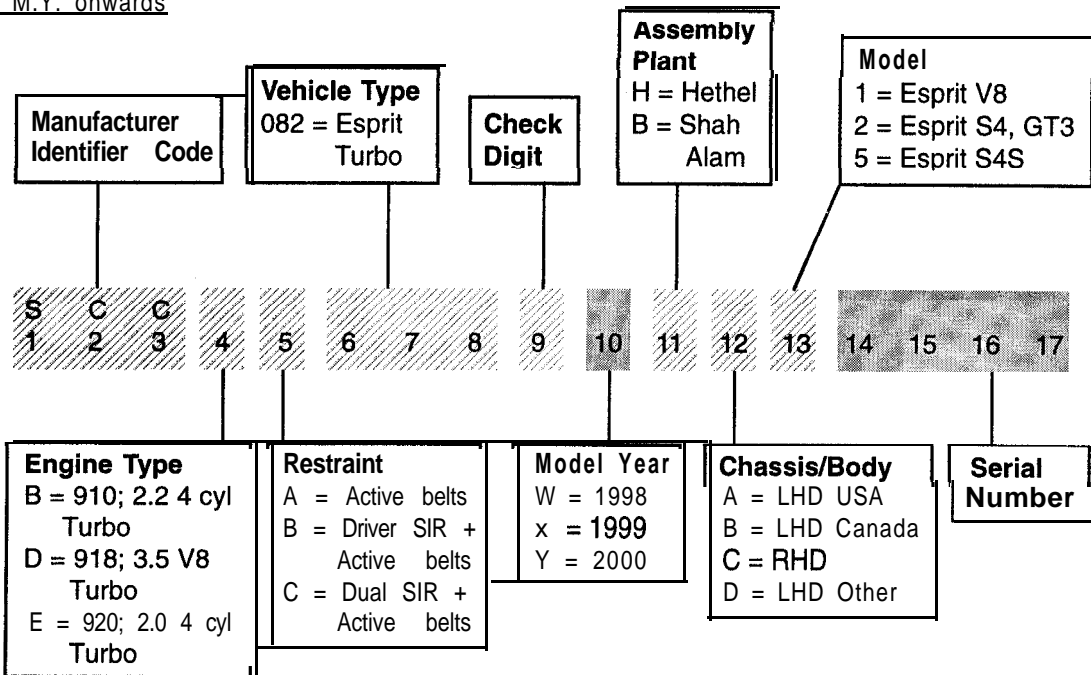 M.Y. onwards
Manufacturer
Identifier Code
Vehicle Type
082 = Esprit
Turbo
Check
Digit
Assembly
Plant
H = Hethel
B = Shah
Alam
Model
1 = Esprit V8
2 = Esprit S4, GT3
5 = Esprit S4S
S C C
1 2 3 4 5 6 7 8 9 10 11 12 13 14 15 16 17
Engine Type
B = 910; 2.2 4 cyl
Turbo
D = 918; 3.5 V8
Turbo
E = 920; 2.0 4 cyl
Turbo
Restraint
A = Active belts
B = Driver SIR +
Active belts
C = Dual SIR +
Active belts
Model Year
W = 1998
x = 1999
Y = 2000
Chassis/Body
A = LHD USA
B = LHD Canada
C = RHD
D = LHD Other
Serial
Number